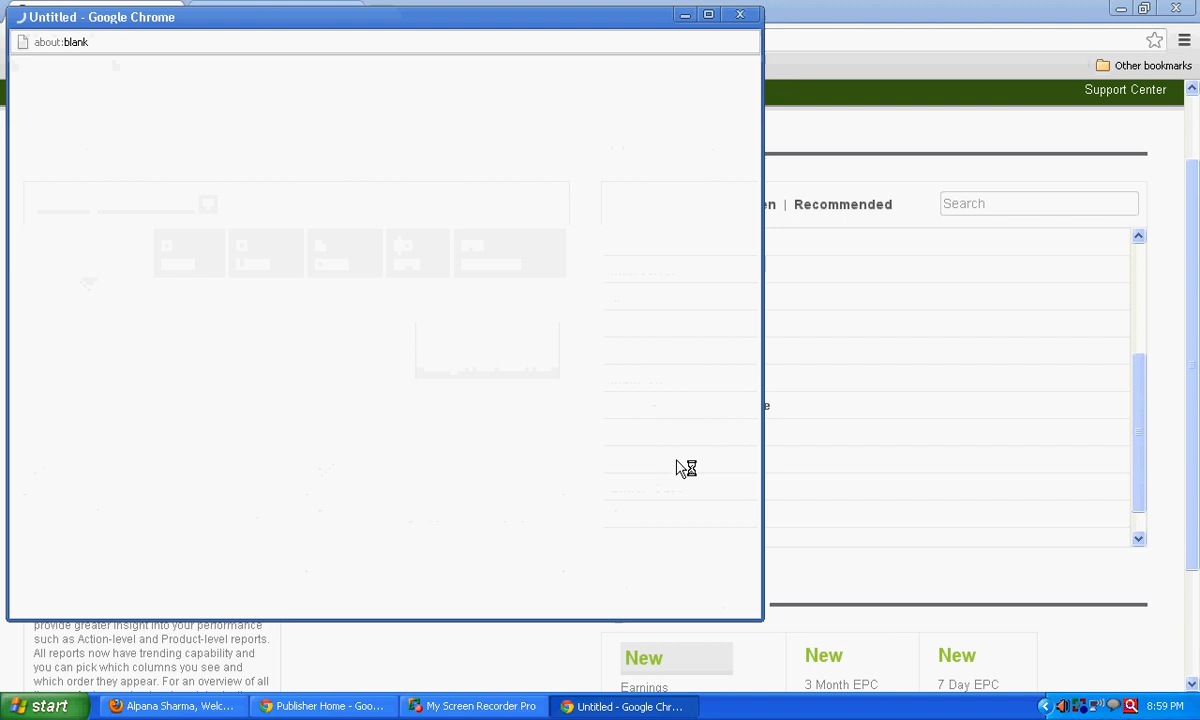 Untitled - Google Chrome
about:blank
Other bookmarks
Support Center
en | Recommended
Search
e
provide greater insight into your performance
such as Action-level and Product-level reports.
All reports now have trending capability and
you can pick which columns you see and
which order they appear. For an overview of all
New
Earnings
New
3 Month EPC
New
7 Day EPC
start
Alpana Sharma, Welc...
Publisher Home - Goo...
My Screen Recorder Pro
Untitled - Google Chr...
8:59 PM